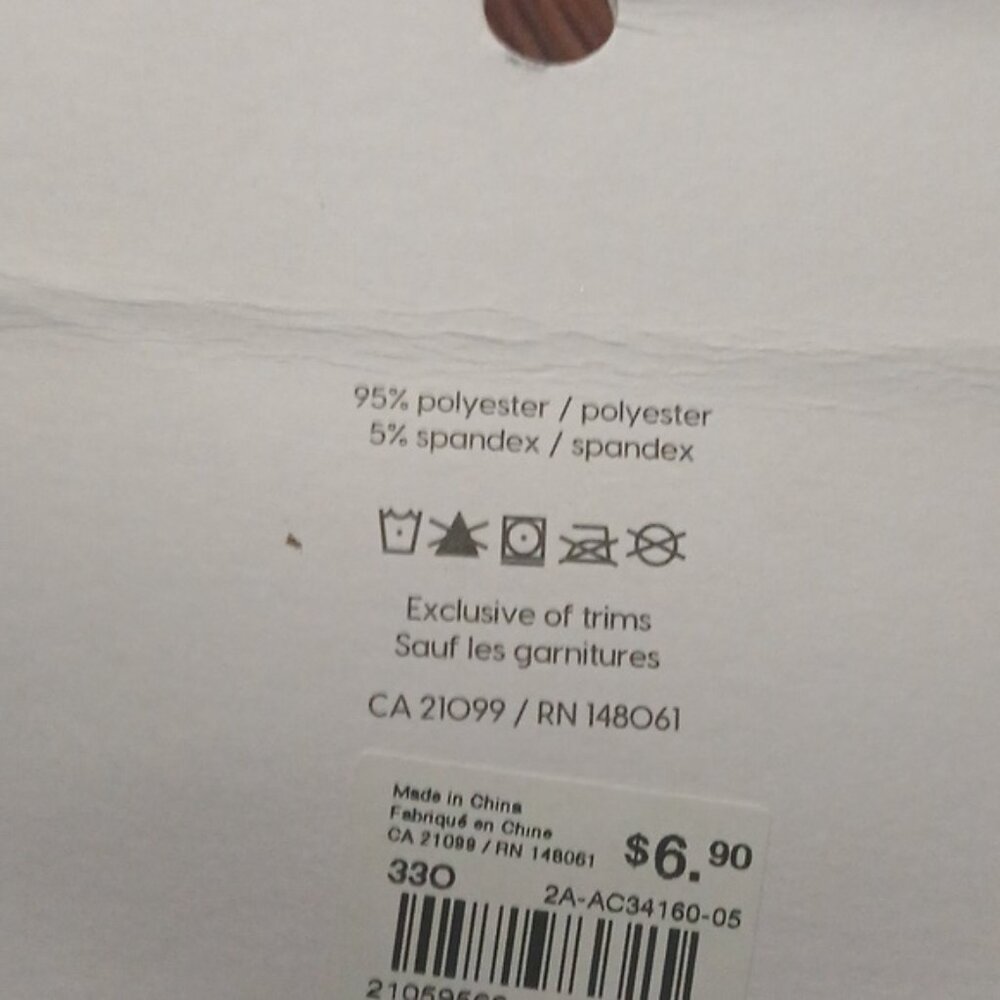 95% polyester / polyester
5% spandex / spandex
Exclusive of trims
Sauf les garnitures
CA 21099 / RN 148061
Made in China
Fabriqué en Chine
CA 21099 / RN 148061
$6.90
330
2A-AC34160-05